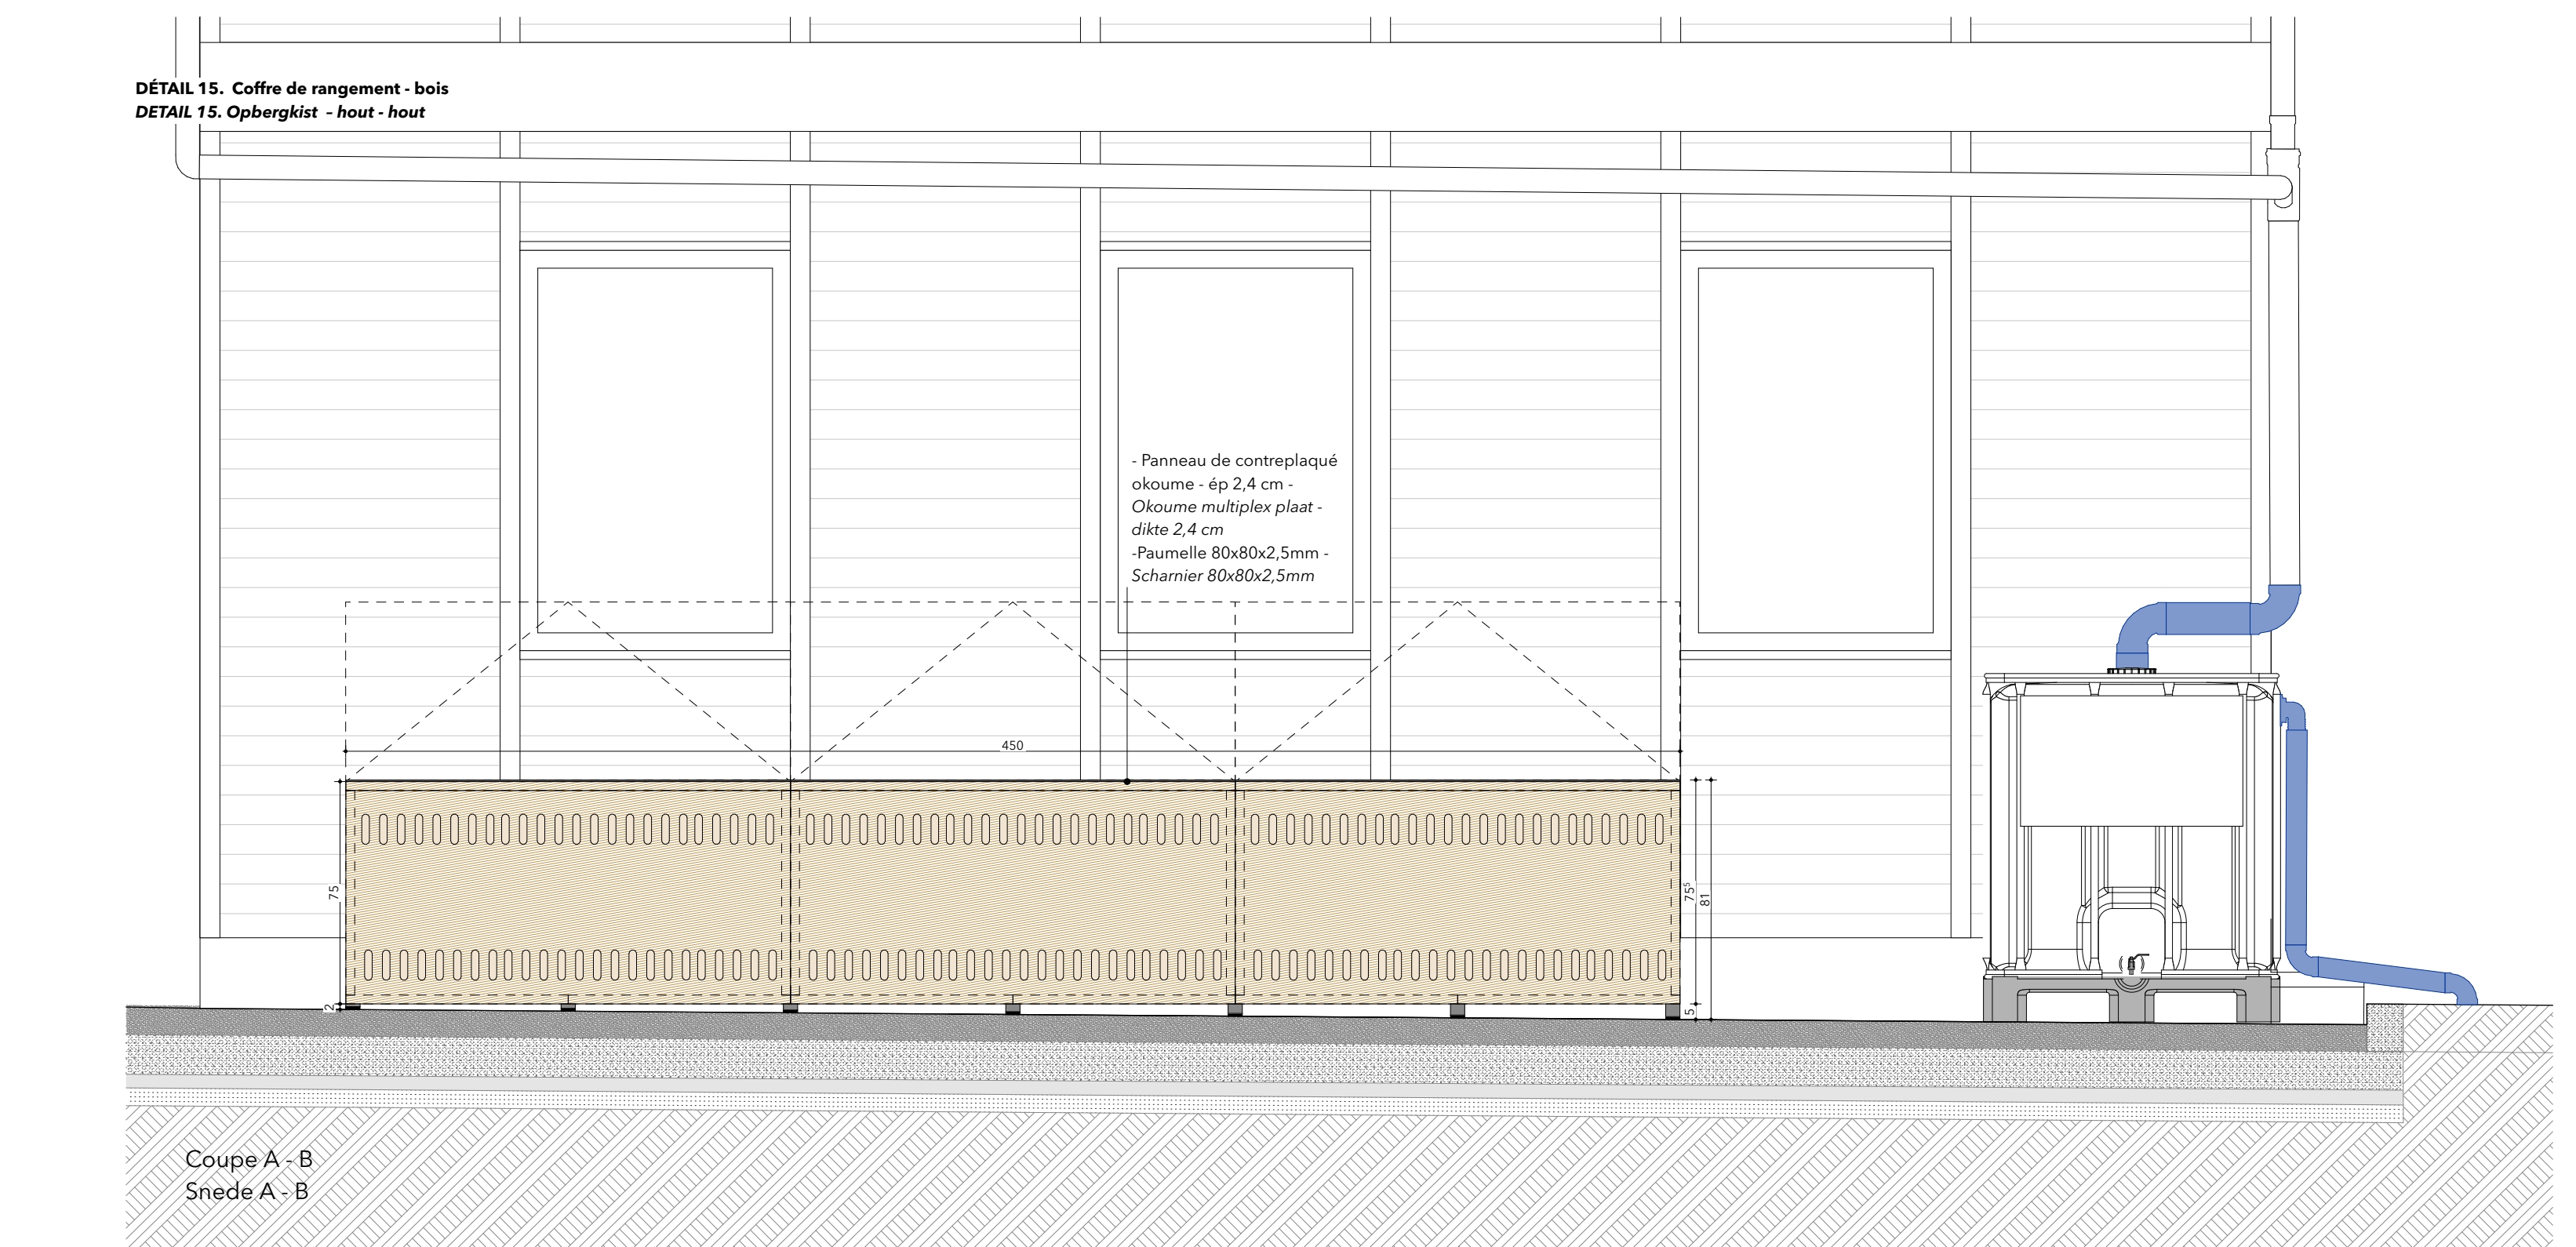 DÉTAIL 15.  Coffre de rangement - bois
DETAIL 15. Opbergkist  – hout - hout
- Panneau de contreplaqué
okoume - ép 2,4 cm -
Okoume multiplex plaat -
dikte 2,4 cm
-Paumelle 80x80x2,5mm -
Scharnier 80x80x2,5mm
450
75
2
75⁵
5
81
Coupe A - B
Snede A - B